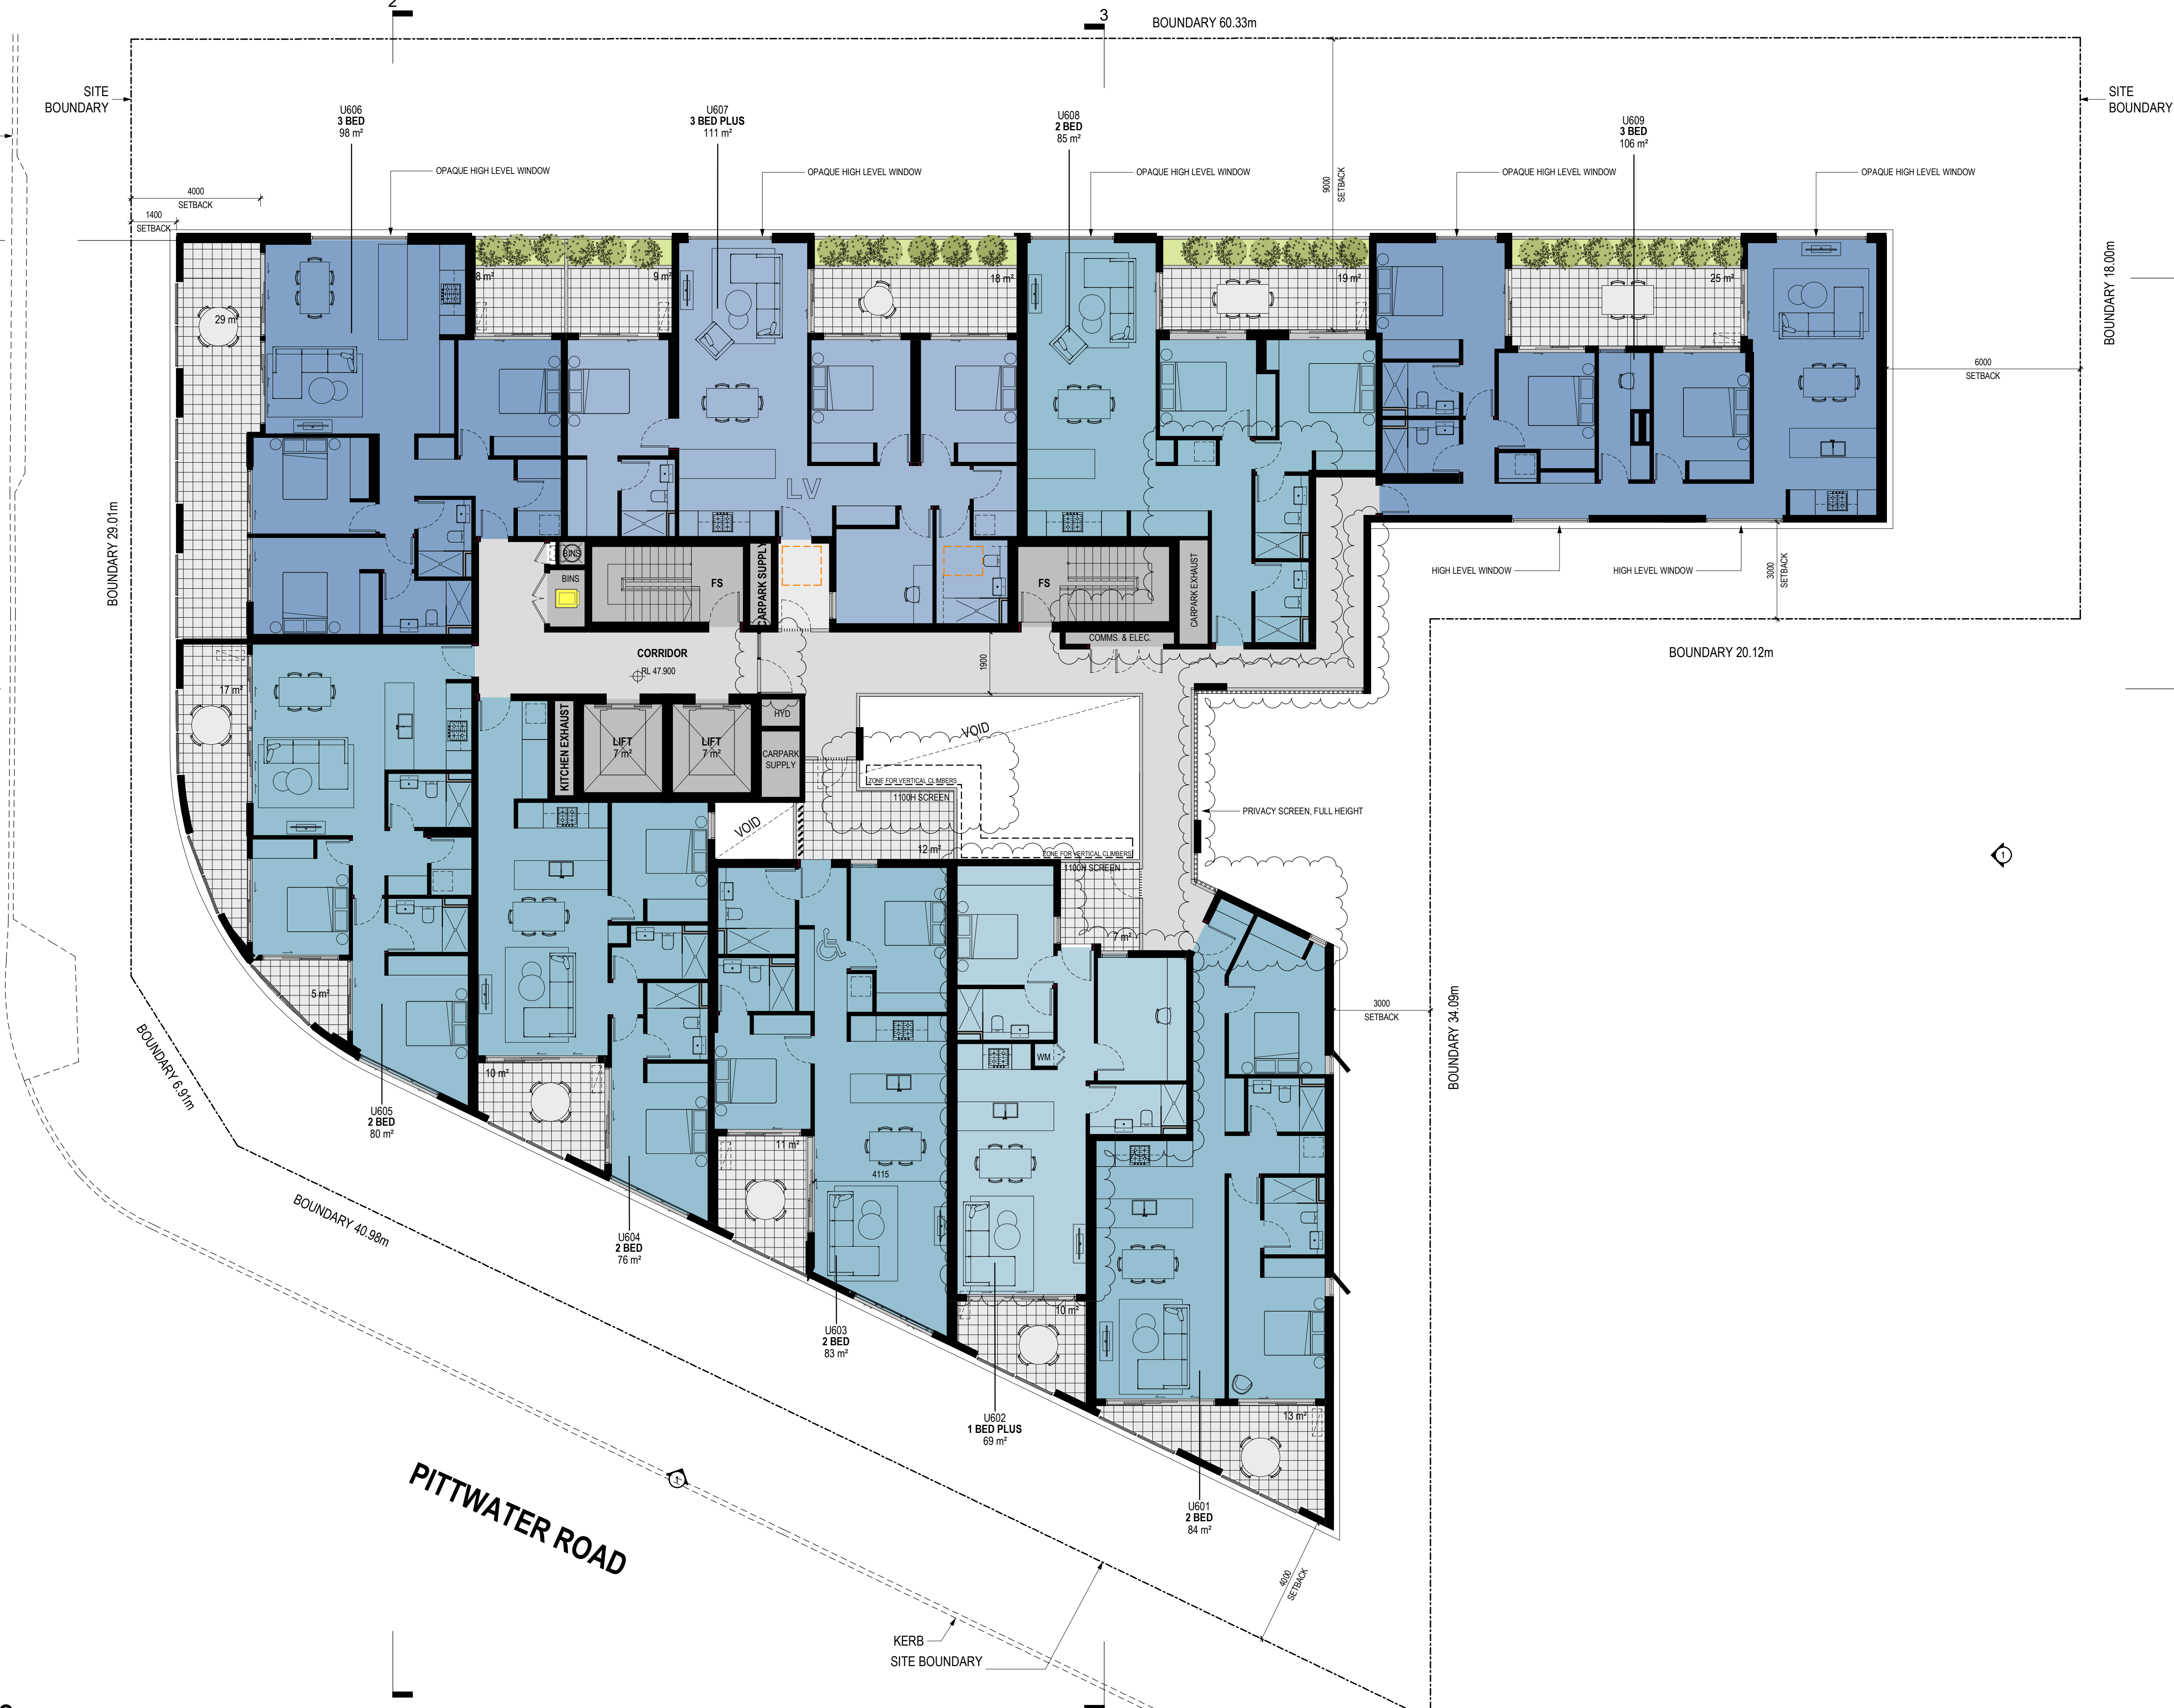 2
3
BOUNDARY 60.33m
SITE
BOUNDARY
SITE
BOUNDARY
U606
3 BED
98 m²
U607
3 BED PLUS
111 m²
U608
2 BED
85 m²
U609
3 BED
106 m²
OPAQUE HIGH LEVEL WINDOW
OPAQUE HIGH LEVEL WINDOW
OPAQUE HIGH LEVEL WINDOW
OPAQUE HIGH LEVEL WINDOW
OPAQUE HIGH LEVEL WINDOW
4000
SETBACK
1400
SETBACK
9000
SETBACK
BOUNDARY 18.00m
8 m²
9 m²
18 m²
19 m²
25 m²
29 m²
6000
SETBACK
LV
BOUNDARY 29.01m
BINS
BINS
FS
CARPARK SUPPLY
FS
CARPARK EXHAUST
HIGH LEVEL WINDOW
HIGH LEVEL WINDOW
3000
SETBACK
COMMS. & ELEC.
CORRIDOR
RL 47.900
1900
BOUNDARY 20.12m
17 m²
KITCHEN EXHAUST
LIFT
7 m²
LIFT
7 m²
HYD
CARPARK
SUPPLY
VOID
ZONE FOR VERTICAL CLIMBERS
1100H SCREEN
PRIVACY SCREEN, FULL HEIGHT
VOID
12 m²
ZONE FOR VERTICAL CLIMBERS
1100H SCREEN
1
7 m²
5 m²
3000
SETBACK
BOUNDARY 34.09m
BOUNDARY 6.91m
WM
10 m²
U605
2 BED
80 m²
11 m²
4115
BOUNDARY 40.98m
U604
2 BED
76 m²
10 m²
U603
2 BED
83 m²
13 m²
U602
1 BED PLUS
69 m²
PITTWATER ROAD
1
U601
2 BED
84 m²
4000
SETBACK
KERB
SITE BOUNDARY